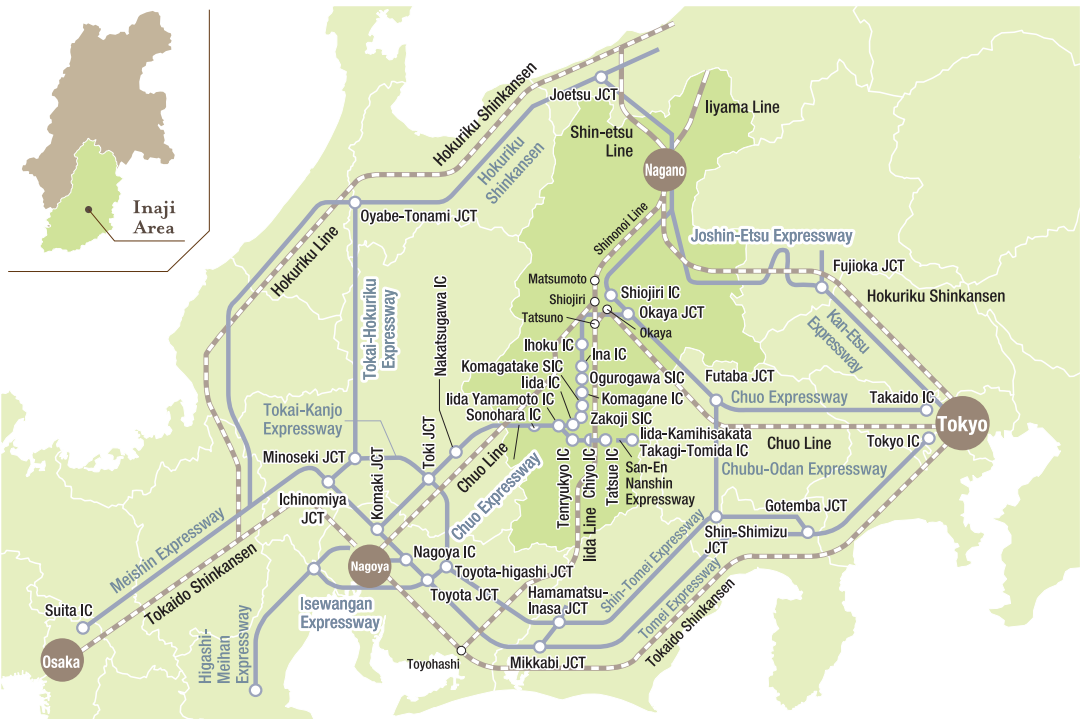 Inaji
Area
Hokuriku Shinkansen
Joetsu JCT
Iiyama Line
Shin-etsu
Line
Hokuriku
Shinkansen
Nagano
Oyabe-Tonami JCT
Shinonoi Line
Joshin-Etsu Expressway
Hokuriku Line
Fujioka JCT
Matsumoto
Shiojiri IC
Hokuriku Shinkansen
Shiojiri
Okaya JCT
Tatsuno
Okaya
Kan-Etsu
Expressway
Tokai-Hokuriku
Expressway
Nakatsugawa IC
Ihoku IC
Ina IC
Komagatake SIC
Ogurogawa SIC
Iida IC
Futaba JCT
Iida Yamamoto IC
Komagane IC
Chuo Expressway
Takaido IC
Sonohara IC
Zakoji SIC
Tokyo
Tokai-Kanjo
Expressway
Iida-Kamihisakata
Takagi-Tomida IC
Chuo Line
Tokyo IC
Minoseki JCT
Toki JCT
Chuo Line
Chubu-Odan Expressway
San-En
Nanshin
Expressway
Tenryukyo IC
Chiyo IC
Tatsue IC
Ichinomiya
JCT
Komaki JCT
Chuo Expressway
Gotemba JCT
Shin-Shimizu
JCT
Meishin Expressway
Tokaido Shinkansen
Nagoya IC
Iida Line
Nagoya
Toyota-higashi JCT
Shin-Tomei Expressway
Tomei Expressway
Toyota JCT
Hamamatsu-
Inasa JCT
Isewangan
Expressway
Suita IC
Tokaido Shinkansen
Higashi-
Meihan
Expressway
Osaka
Toyohashi
Mikkabi JCT